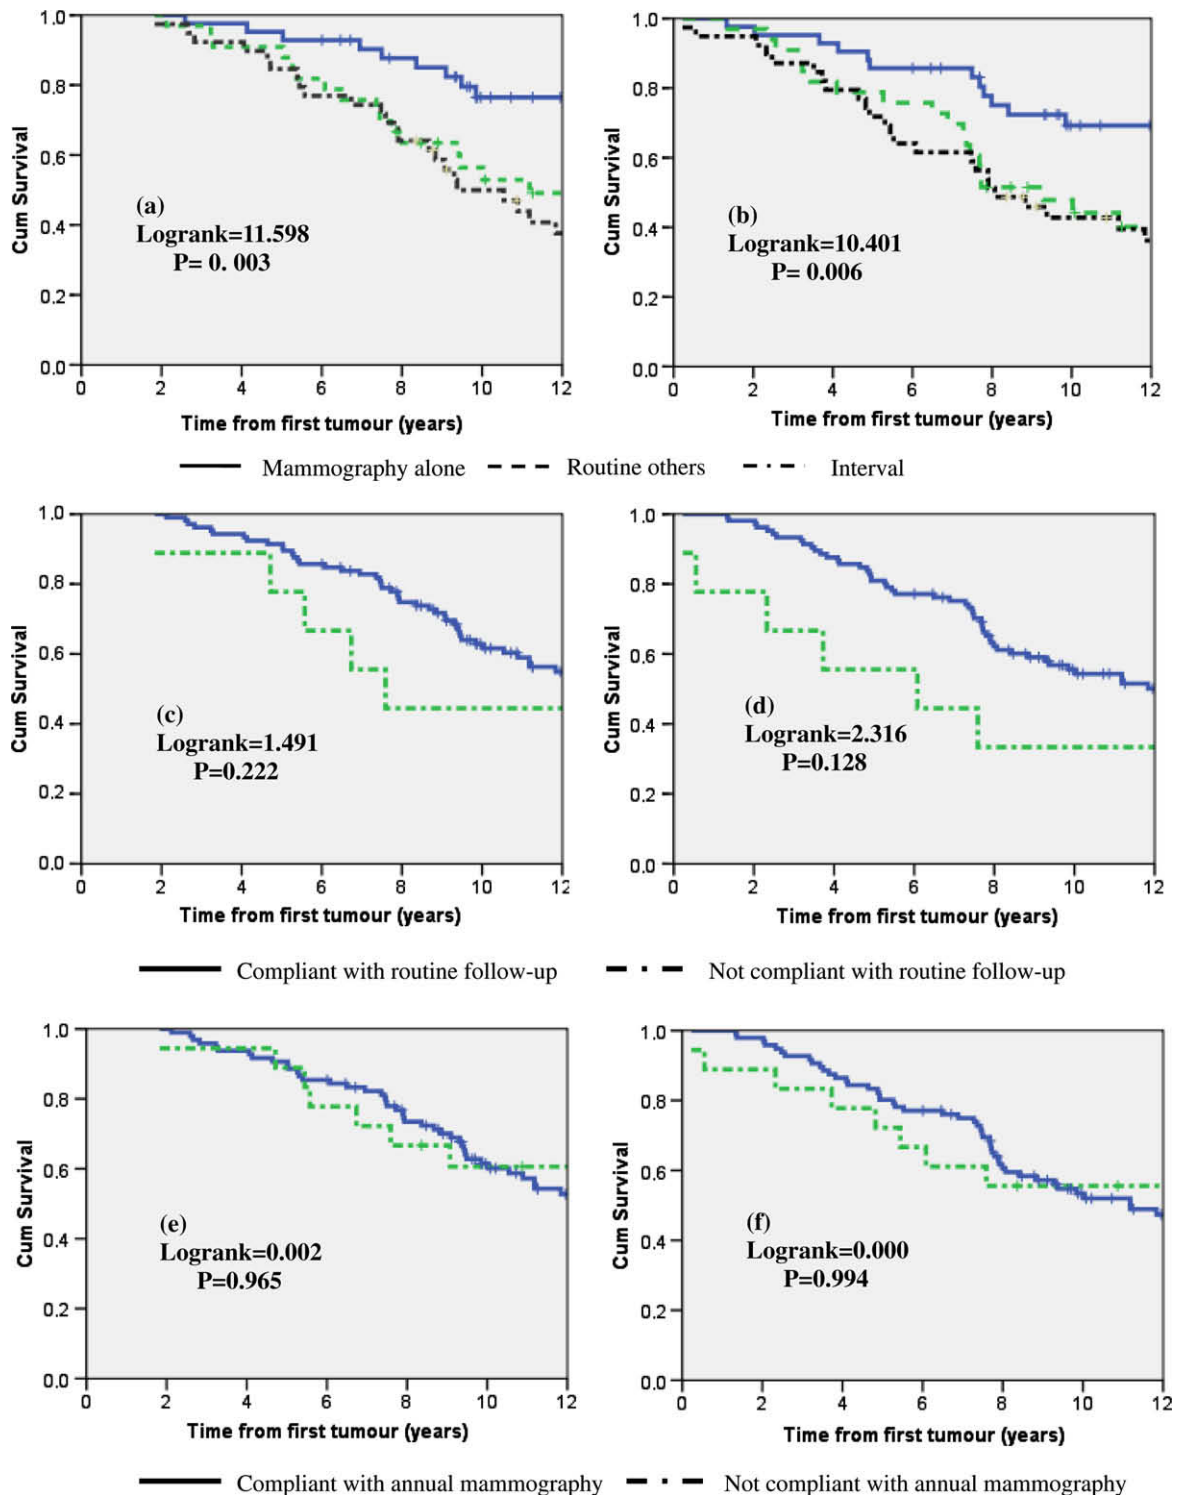 1.0
0.8
0.6
0.4
0.2
0.0
Cum Survival
(a)
Logrank=11.598
P= 0. 003
0 2 4 6 8 10 12
Time from first tumour (years)
1.0
0.8
0.6
0.4
0.2
0.0
Cum Survival
(b)
Logrank=10.401
P= 0.006
0 2 4 6 8 10 12
Time from first tumour (years)
Mammography alone Routine others Interval
1.0
0.8
0.6
0.4
0.2
0.0
Cum Survival
(c)
Logrank=1.491
P=0.222
0 2 4 6 8 10 12
Time from first tumour (years)
1.0
0.8
0.6
0.4
0.2
0.0
Cum Survival
(d)
Logrank=2.316
P=0.128
0 2 4 6 8 10 12
Time from first tumour (years)
Compliant with routine follow-up Not compliant with routine follow-up
1.0
0.8
0.6
0.4
0.2
0.0
Cum Survival
(e)
Logrank=0.002
P=0.965
0 2 4 6 8 10 12
Time from first tumour (years)
1.0
0.8
0.6
0.4
0.2
0.0
Cum Survival
(f)
Logrank=0.000
P=0.994
0 2 4 6 8 10 12
Time from first tumour (years)
Compliant with annual mammography Not compliant with annual mammography